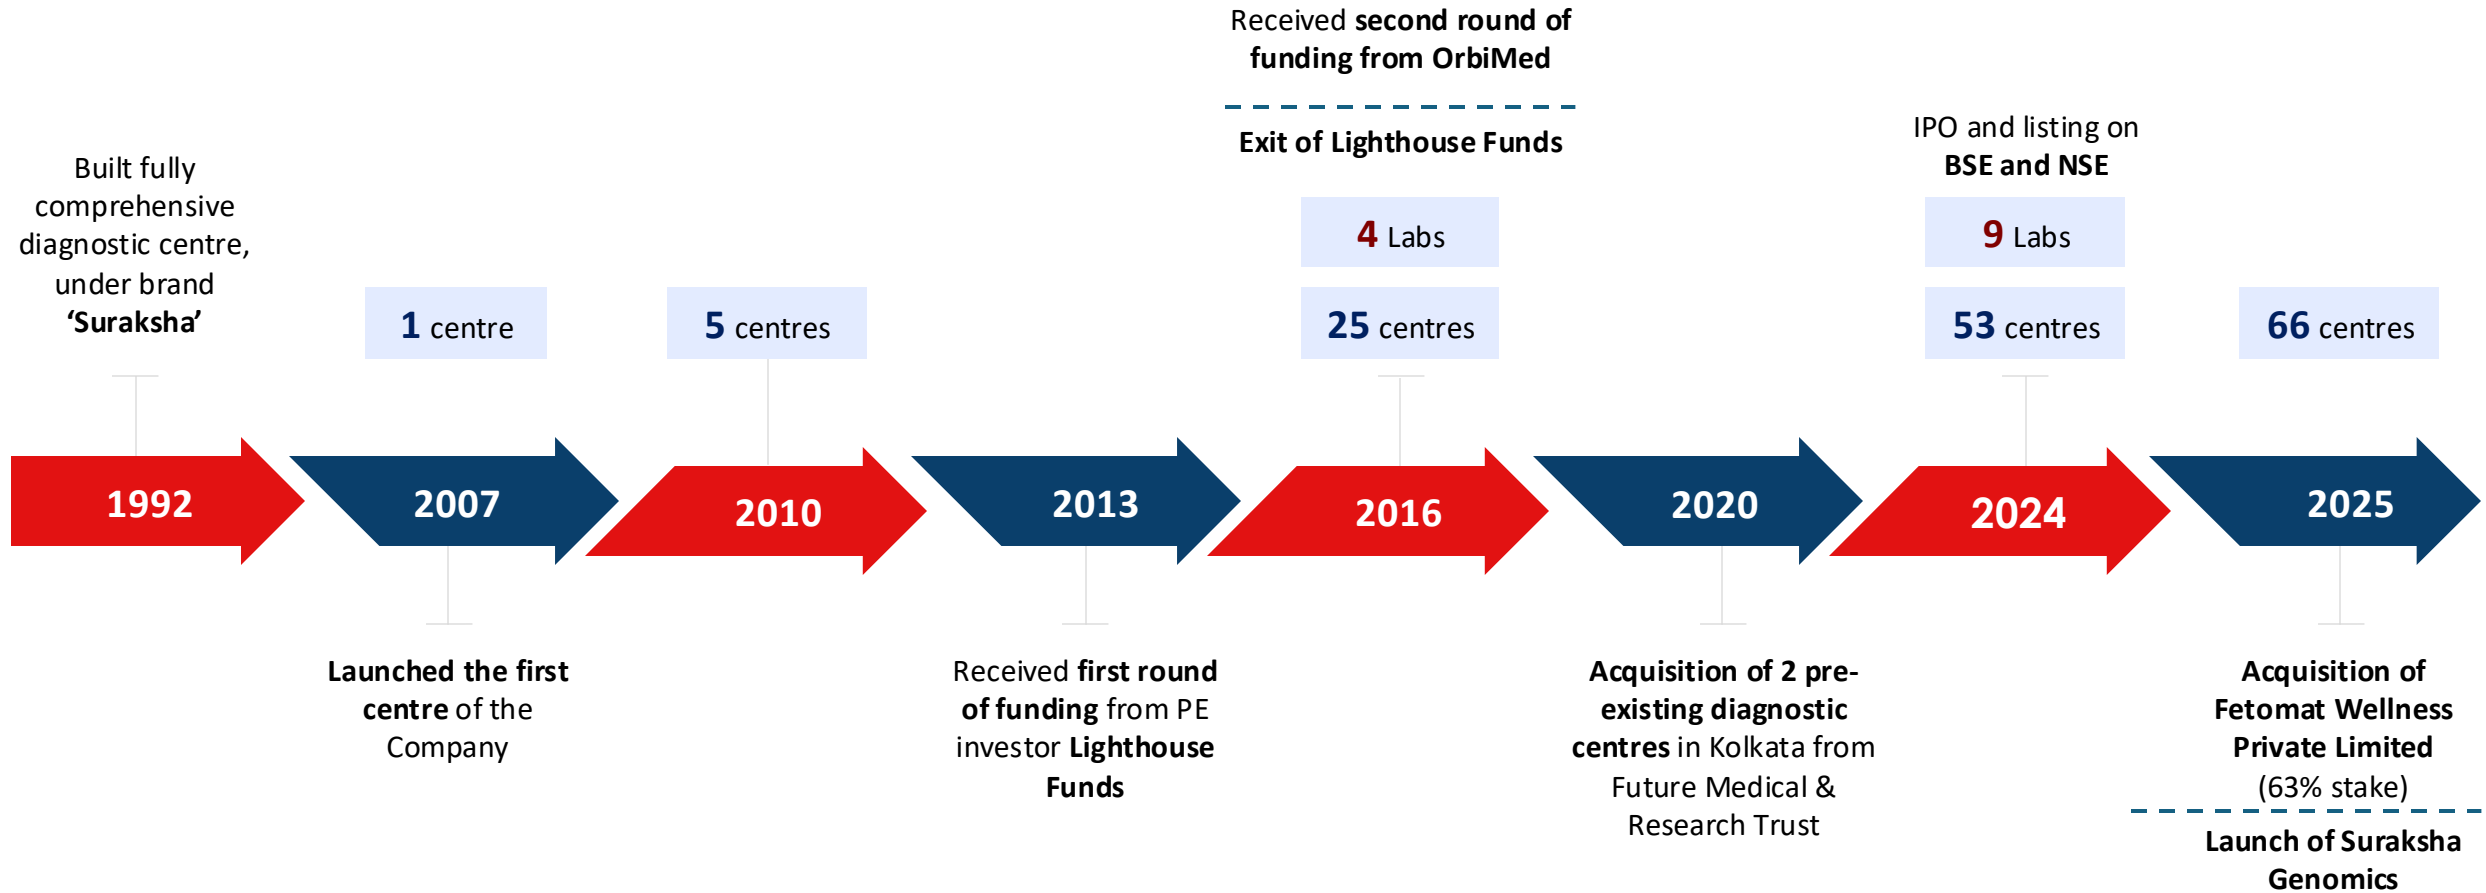 Built fully
comprehensive
diagnostic centre,
under brand
‘Suraksha’
1992
1 centre
2007
Launched the first
centre of the
Company
5 centres
2010
2013
Received first round
of funding from PE
investor Lighthouse
Funds
Received second round of
funding from OrbiMed
Exit of Lighthouse Funds
4 Labs
25 centres
2016
2020
Acquisition of 2 pre-
existing diagnostic
centres in Kolkata from
Future Medical &
Research Trust
IPO and listing on
BSE and NSE
9 Labs
53 centres
2024
66 centres
2025
Acquisition of
Fetomat Wellness
Private Limited
(63% stake)
Launch of Suraksha
Genomics